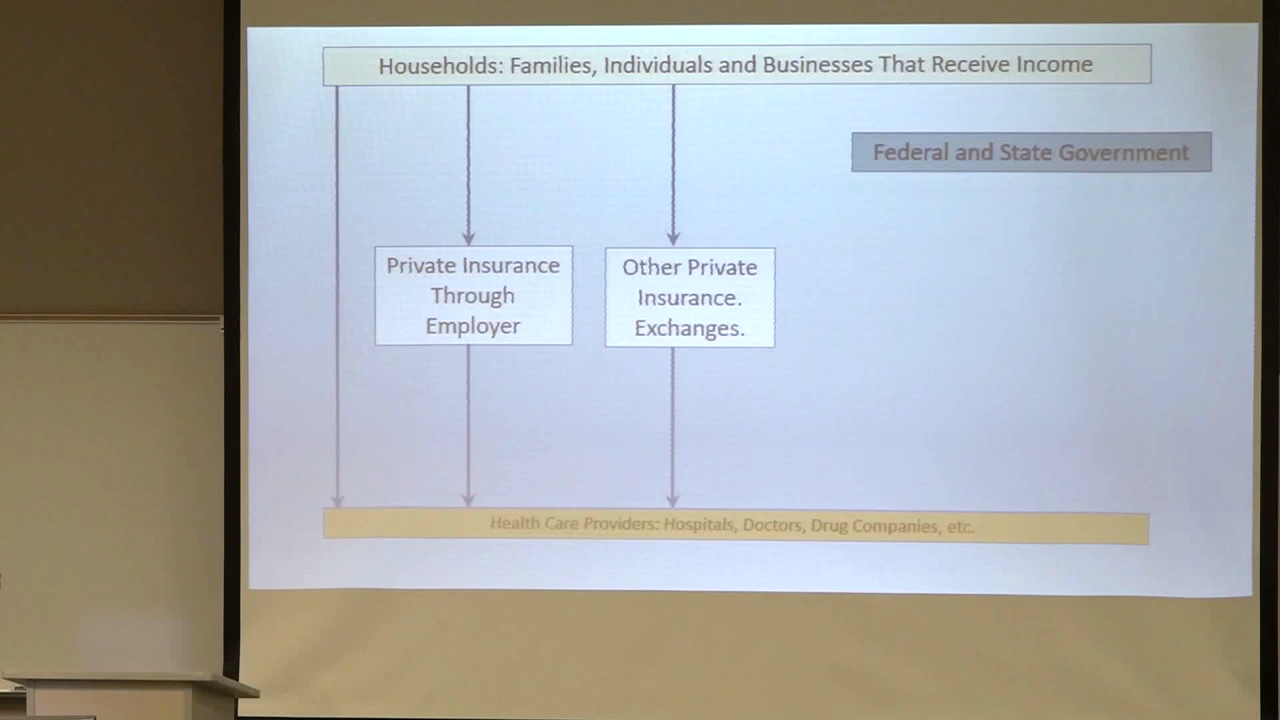 Households: Families, Individuals and Businesses That Receive Income
Federal and State Government
Private Insurance
Through
Employer
Other Private
Insurance.
Exchanges.
Health Care Providers: Hospitals, Doctors, Drug Companies, etc.